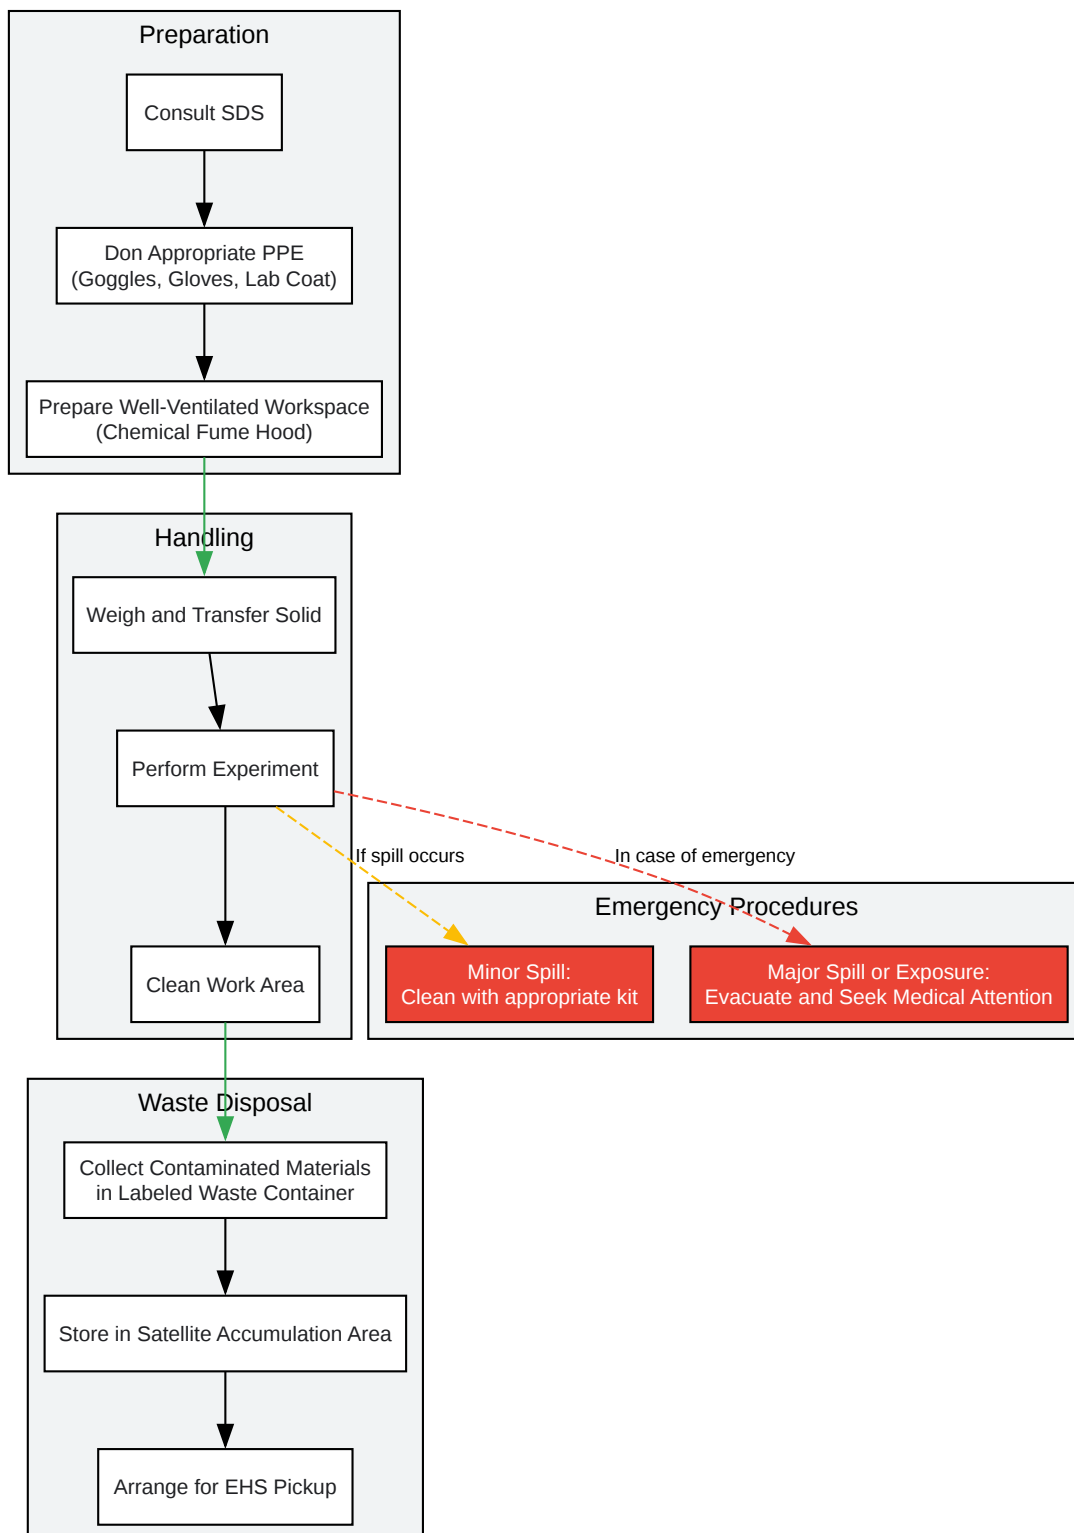 Preparation
Consult SDS
Don Appropriate PPE
(Goggles, Gloves, Lab Coat)
Prepare Well-Ventilated Workspace
(Chemical Fume Hood)
Handling
Weigh and Transfer Solid
Perform Experiment
If spill occurs
In case of emergency
Emergency Procedures
Minor Spill:
Clean with appropriate kit
Major Spill or Exposure:
Evacuate and Seek Medical Attention
Clean Work Area
Waste Disposal
Collect Contaminated Materials
in Labeled Waste Container
Store in Satellite Accumulation Area
Arrange for EHS Pickup